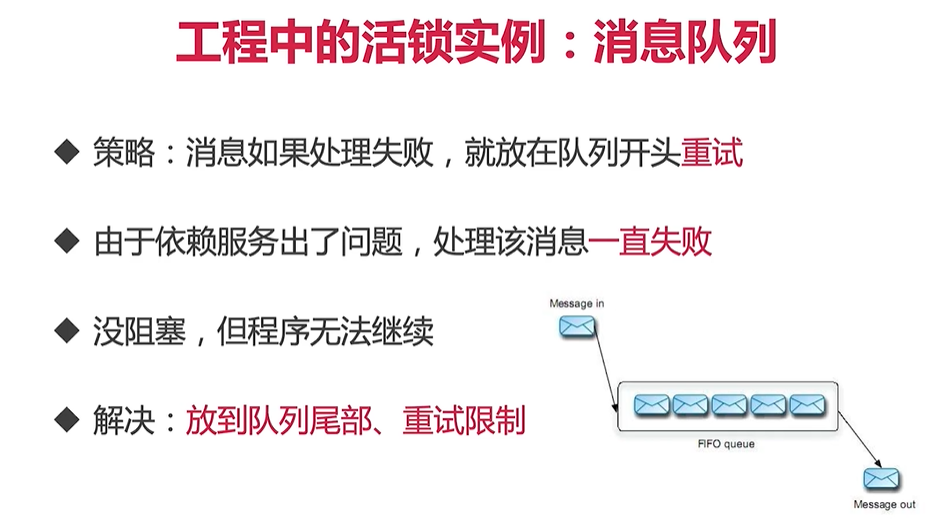 工程中的活锁实例：消息队列
◆ 策略：消息如果处理失败，就放在队列开头重试
◆ 由于依赖服务出了问题，处理该消息一直失败
◆ 没阻塞，但程序无法继续
◆ 解决：放到队列尾部、重试限制
Message in
FIFO queue
Message out